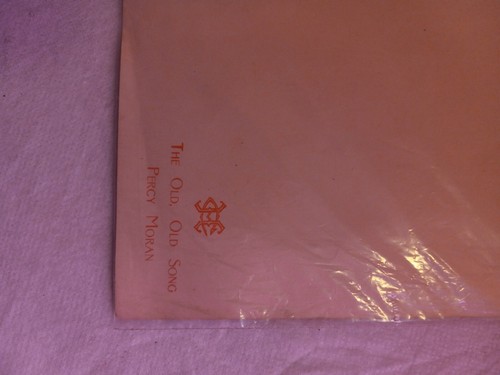 The Old, Old Song
Percy Moran